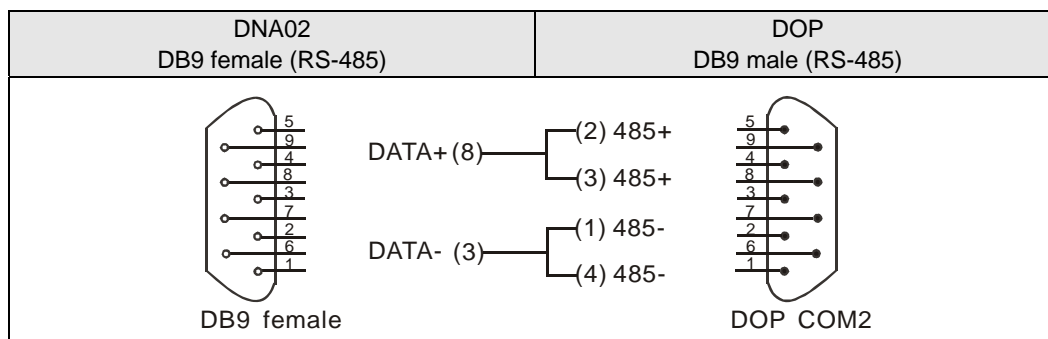 DNA02
DB9 female (RS-485)
DOP
DB9 male (RS-485)
5
9
4
8
3
7
2
6
1
DB9 female
DATA+ (8)
(2) 485+
(3) 485+
DATA- (3)
(1) 485-
(4) 485-
5
9
4
8
3
7
2
6
1
DOP COM2